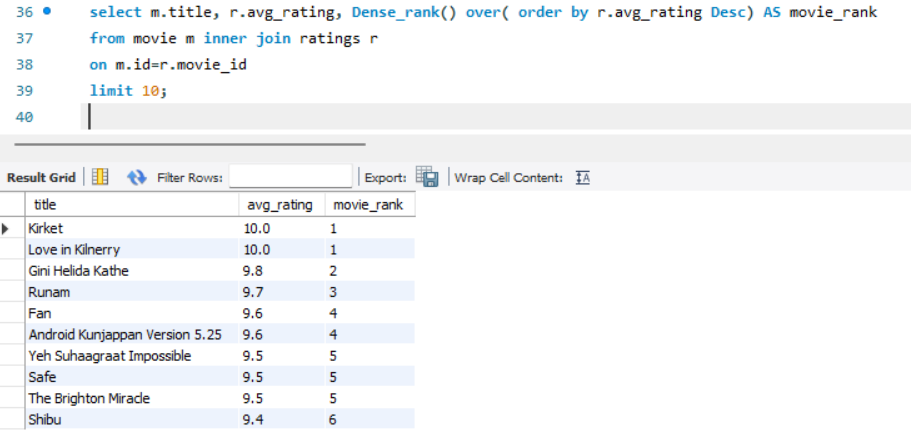 36 select m.title, r.avg_rating, Dense_rank() over( order by r.avg_rating Desc) AS movie_rank
37 from movie m inner join ratings r
38 on m.id=r.movie_id
39 limit 10;
40
Result Grid Filter Rows: Export: Wrap Cell Content:
title avg_rating movie_rank
Kirket 10.0 1
Love in Kilnerry 10.0 1
Gini Helida Kathe 9.8 2
Runam 9.7 3
Fan 9.6 4
Android Kunjappan Version 5.25 9.6 4
Yeh Suhaagraat Impossible 9.5 5
Safe 9.5 5
The Brighton Miracle 9.5 5
Shibu 9.4 6